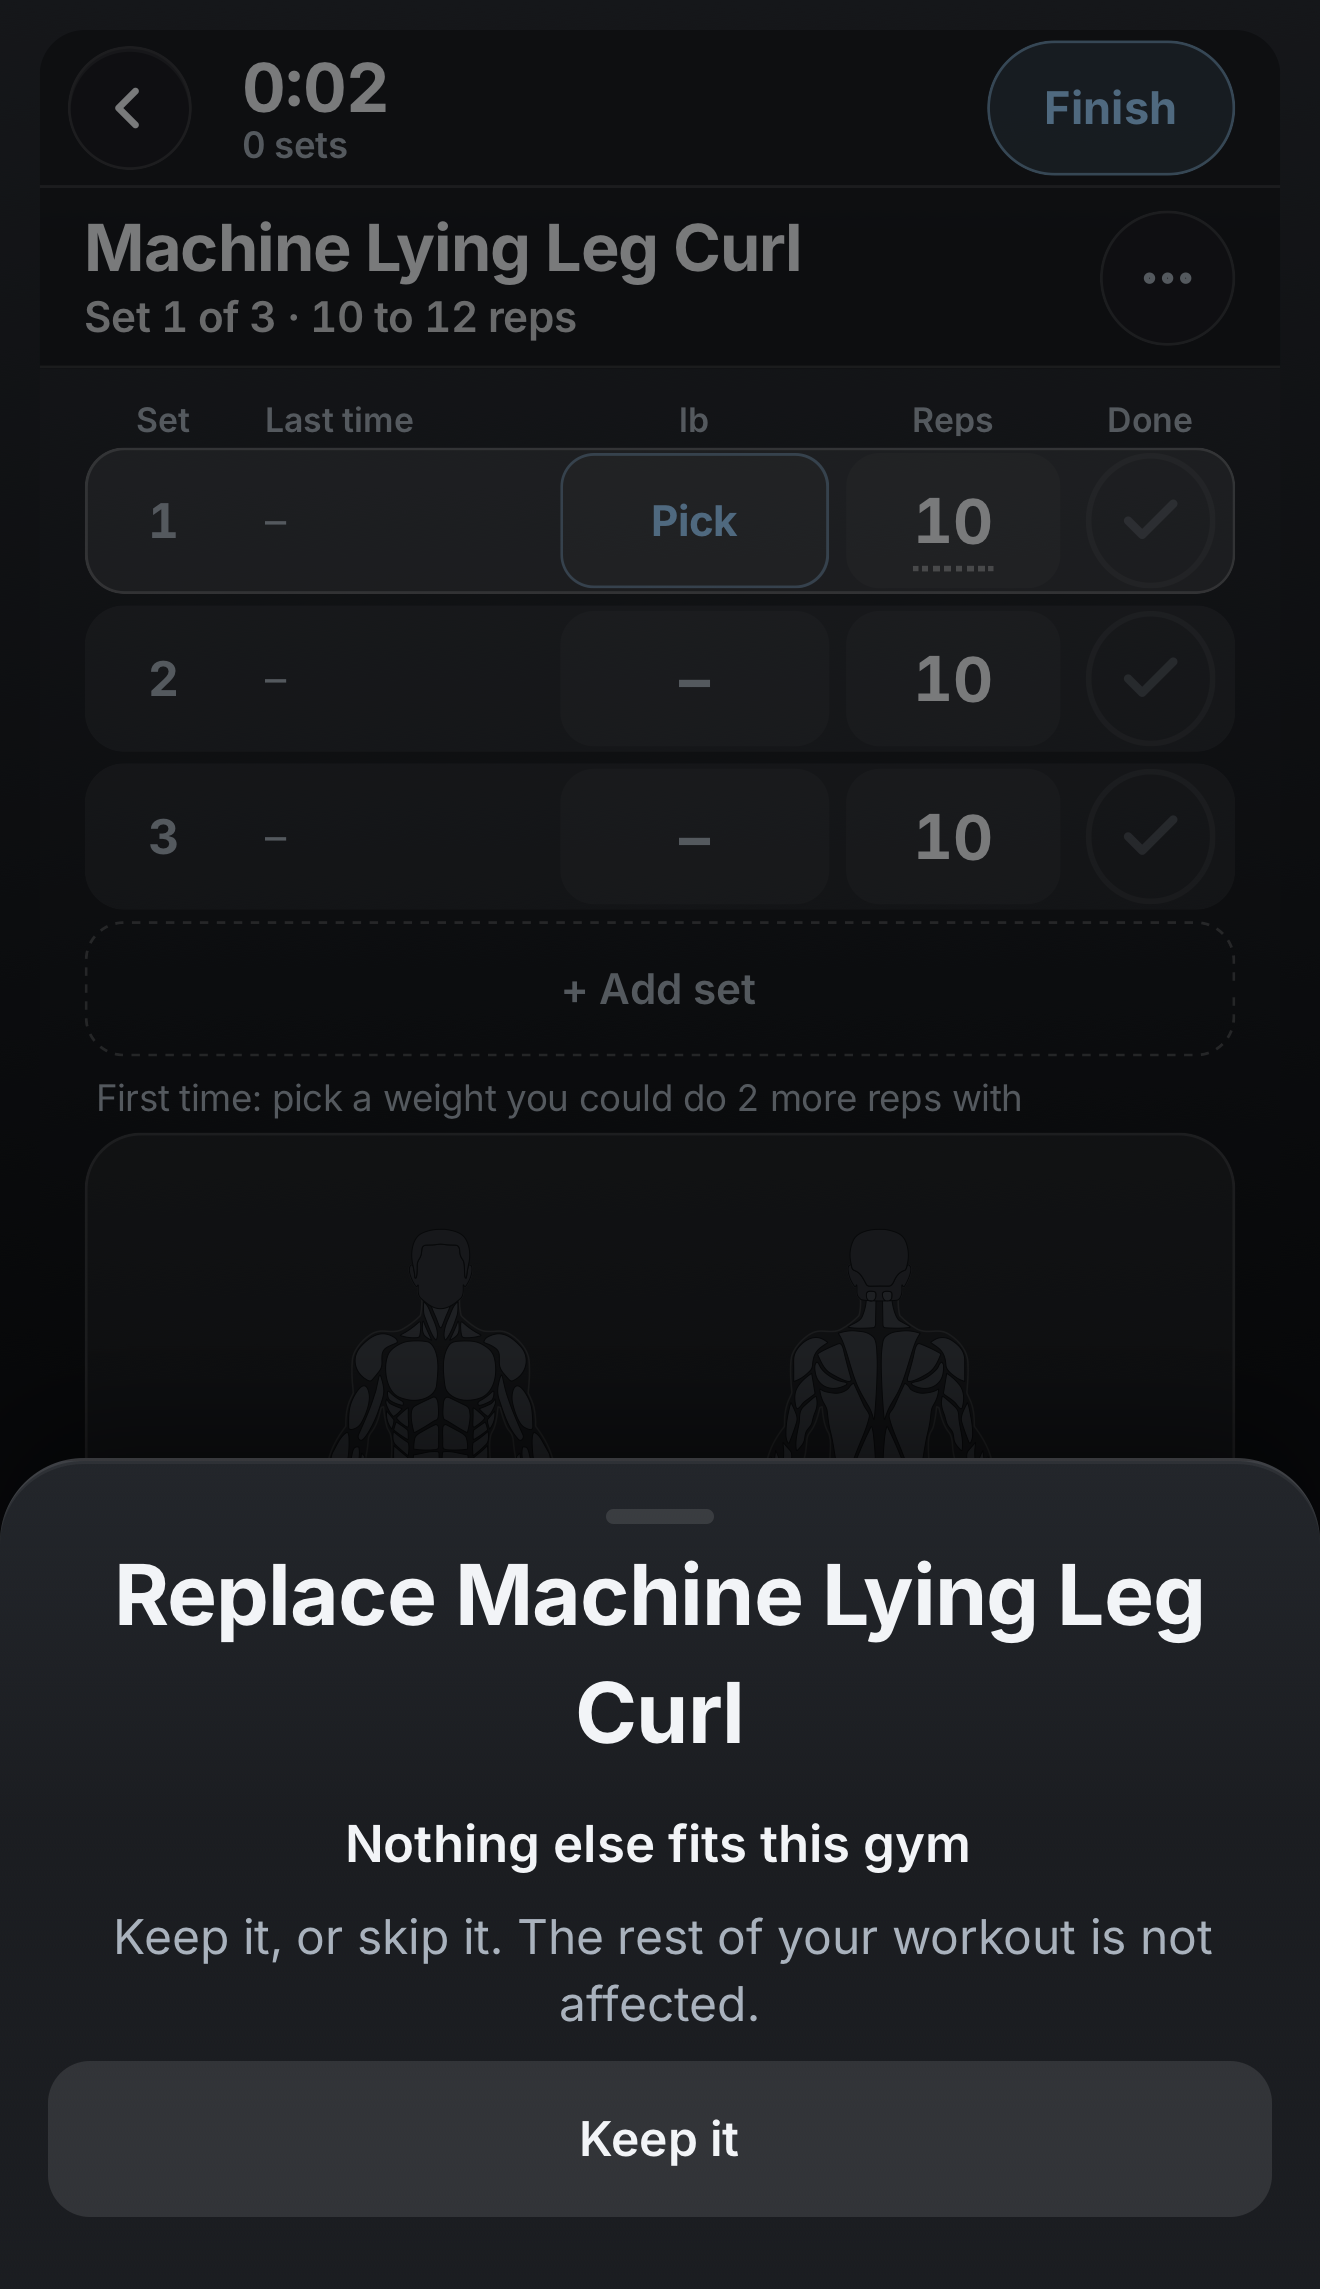 0:02
0 sets
Finish
Machine Lying Leg Curl
Set 1 of 3 · 10 to 12 reps
Set Last time lb Reps Done
1 – Pick 10
2 – – 10
3 – – 10
+ Add set
First time: pick a weight you could do 2 more reps with
Replace Machine Lying Leg
Curl
Nothing else fits this gym
Keep it, or skip it. The rest of your workout is not
affected.
Keep it